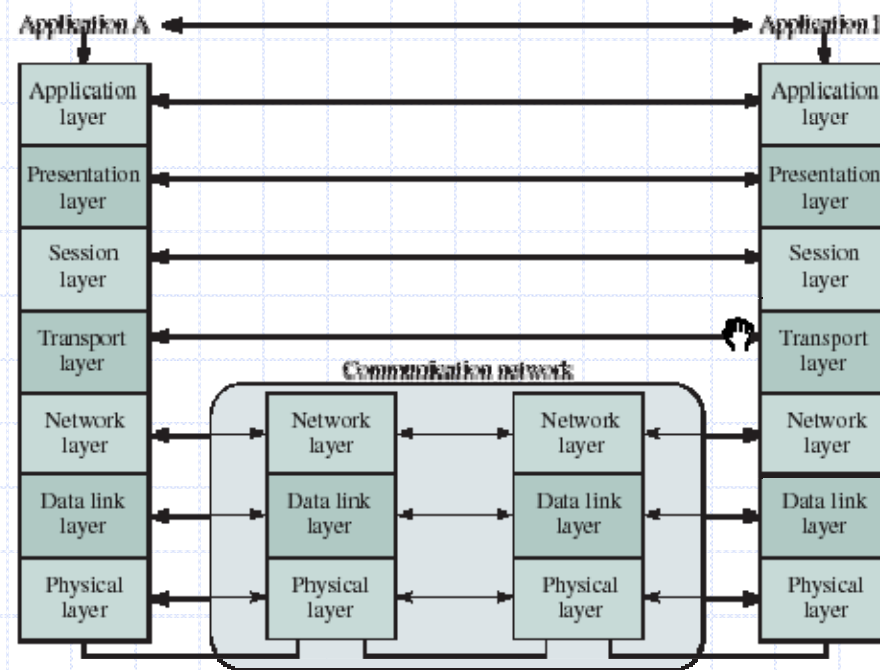 Application A
Application
Application
layer
Presentation
layer
Session
layer
Transport
layer
Network
layer
Data link
layer
Physical
layer
Communication network
Network
layer
Data link
layer
Physical
layer
Network
layer
Data link
layer
Physical
layer
Application
layer
Presentation
layer
Session
layer
Transport
layer
Network
layer
Data link
layer
Physical
layer